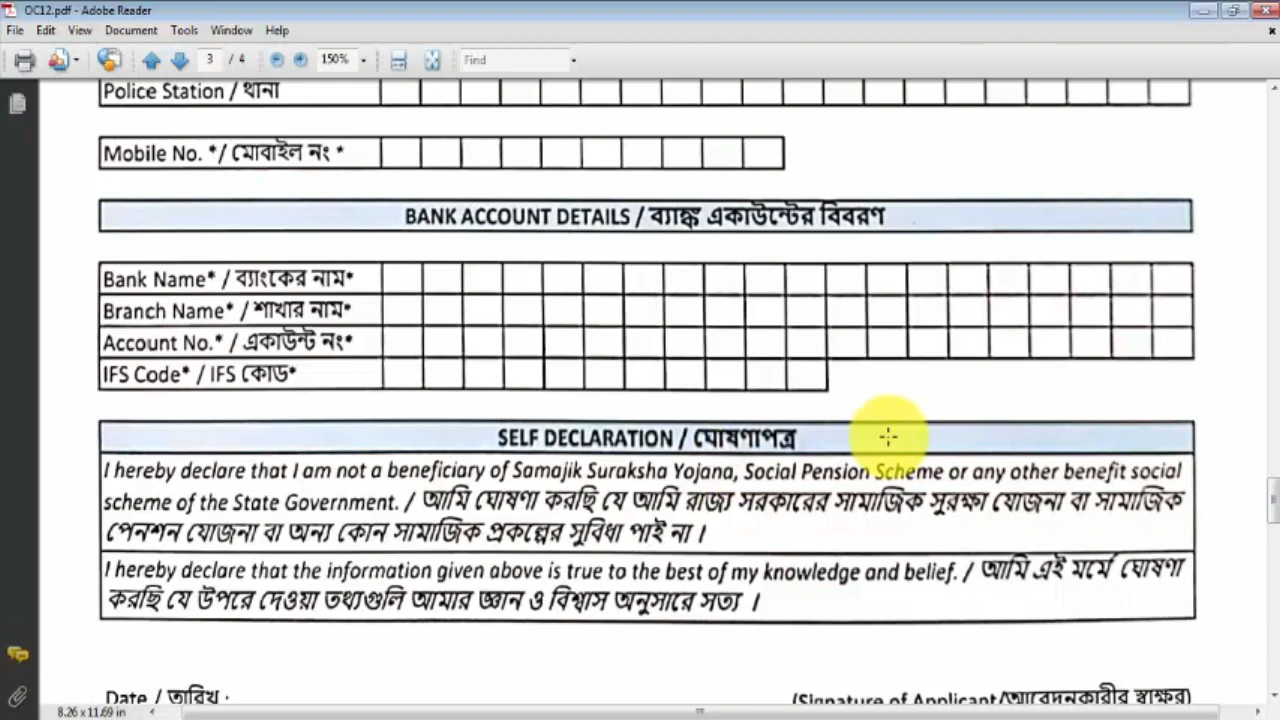 OC12.pdf - Adobe Reader
File Edit View Document Tools Window Help
3 / 4 150% Find
Police Station / থানা
Mobile No. */ মোবাইল নং *
BANK ACCOUNT DETAILS / ব্যাঙ্ক একাউন্টের বিবরণ
Bank Name* / ব্যাংকের নাম*
Branch Name* / শাখার নাম*
Account No.* / একাউন্ট নং*
IFS Code* / IFS কোড*
SELF DECLARATION / ঘোষণাপত্র
I hereby declare that I am not a beneficiary of Samajik Suraksha Yojana, Social Pension Scheme or any other benefit social
scheme of the State Government. / আমি ঘোষণা করছি যে আমি রাজ্য সরকারের সামাজিক সুরক্ষা যোজনা বা সামাজিক
পেনশন যোজনা বা অন্য কোন সামাজিক প্রকল্পের সুবিধা পাই না ।
I hereby declare that the information given above is true to the best of my knowledge and belief. / আমি এই মর্মে ঘোষণা
করছি যে উপরে দেওয়া তথ্যগুলি আমার জ্ঞান ও বিশ্বাস অনুসারে সত্য ।
Date / তারিখ : (Signature of Applicant/আবেদনকারীর স্বাক্ষর)
8.26 x 11.69 in